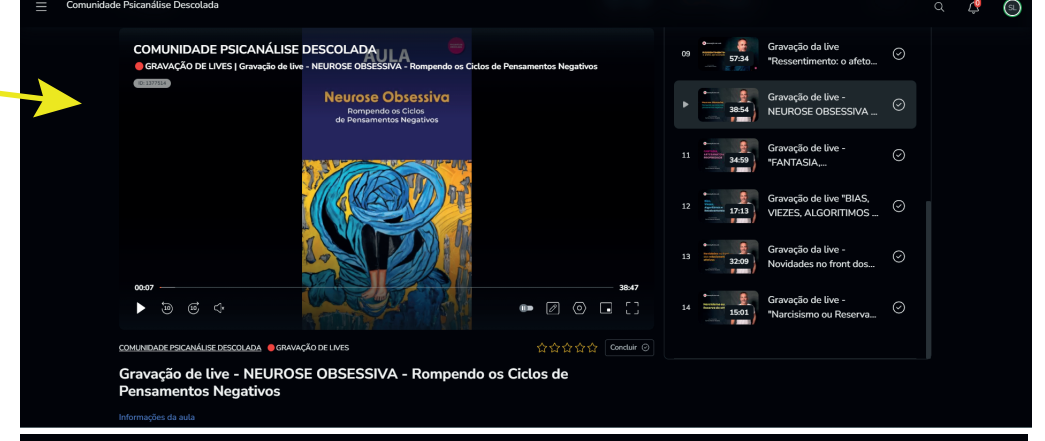 Comunidade Psicanálise Descolada
SL
COMUNIDADE PSICANÁLISE DESCOLADA
GRAVAÇÃO DE LIVES | Gravação de live - NEUROSE OBSESSIVA - Rompendo os Ciclos de Pensamentos Negativos
AULA
Neurose Obsessiva
Rompendo os Ciclos
de Pensamentos Negativos
00:07
38:47
10
10
COMUNIDADE PSICANÁLISE DESCOLADA
GRAVAÇÃO DE LIVES
Concluir
Gravação de live - NEUROSE OBSESSIVA - Rompendo os Ciclos de
Pensamentos Negativos
Informações da aula
09
57:34
Gravação da live
"Ressentimento: o afeto...
38:54
Gravação de live -
NEUROSE OBSESSIVA ...
11
34:59
Gravação de live -
"FANTASIA,...
12
17:13
Gravação de live "BIAS,
VIEZES, ALGORITIMOS ...
13
32:09
Gravação da live -
Novidades no front dos...
14
15:01
Gravação da live -
"Narcisismo ou Reserva...